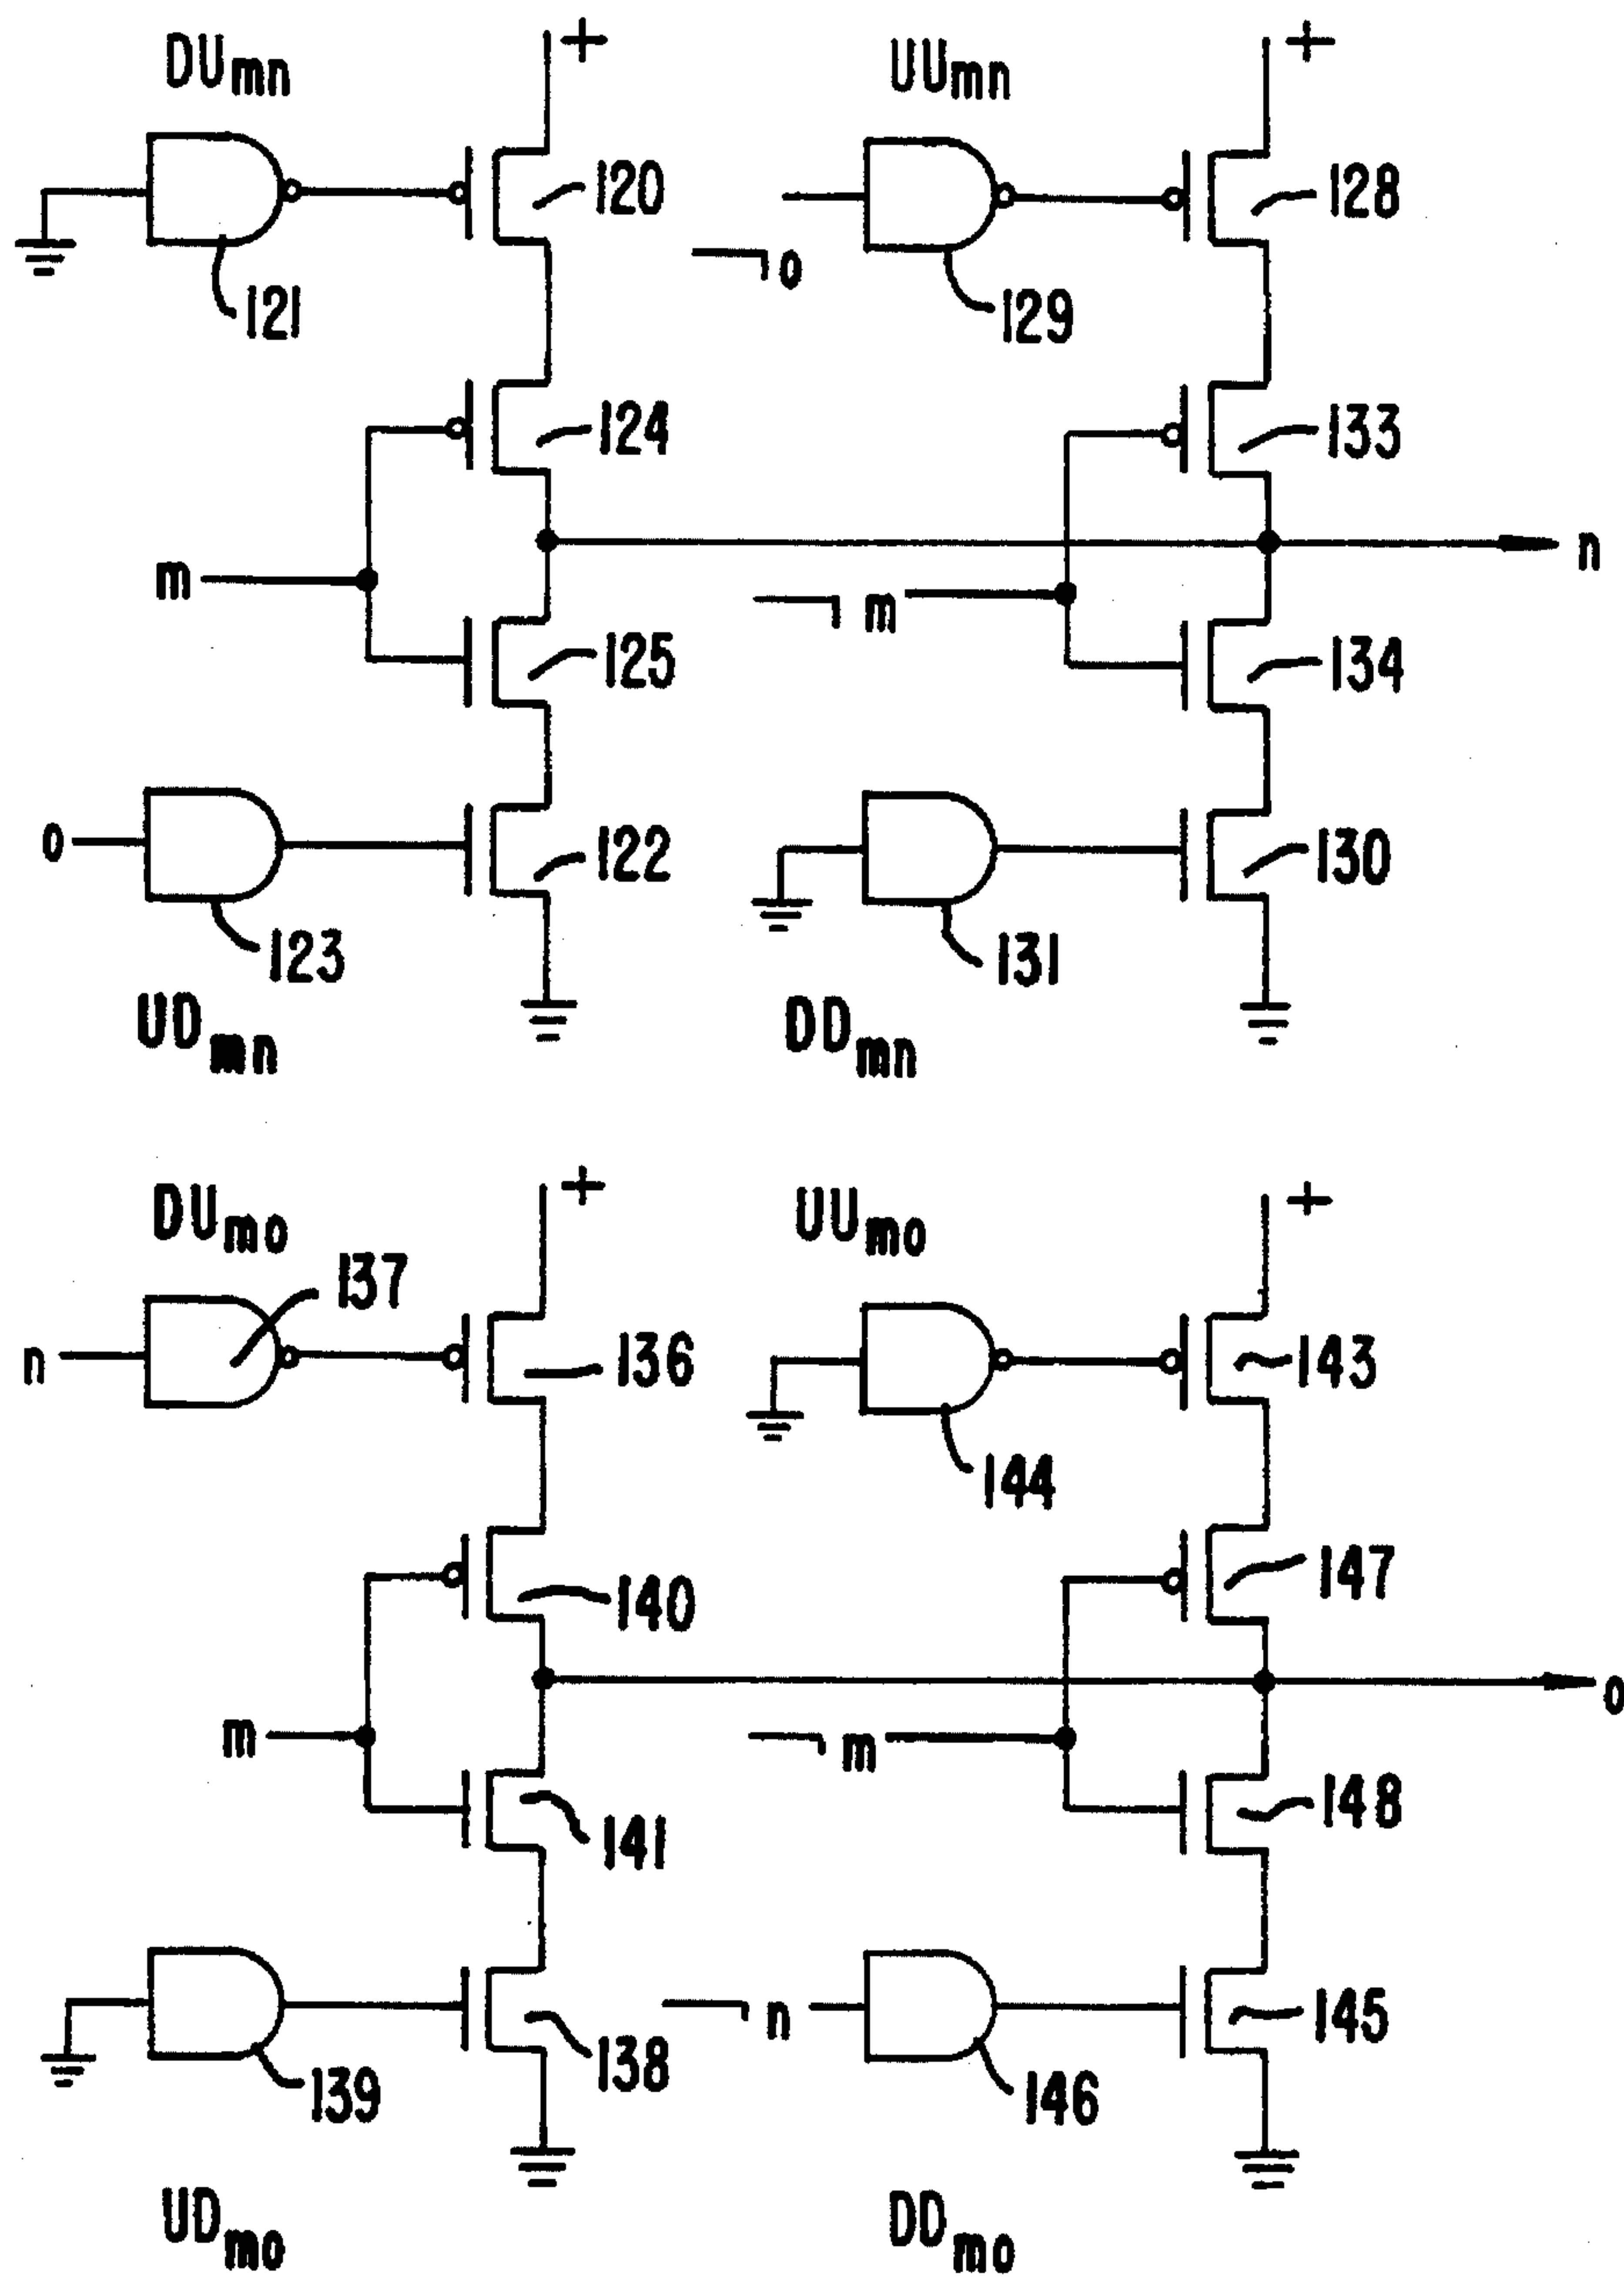 + +
DUmn UUmn
120 128
¬o
121 129
124 133
n
m ¬m
125 134
o 122 130
123 131
UDmn DDmn
+ +
DUmo UUmo
137
n 136 143
144
140 147
o
m ¬m
141 148
¬n
138 145
139 146
UDmo DDmo